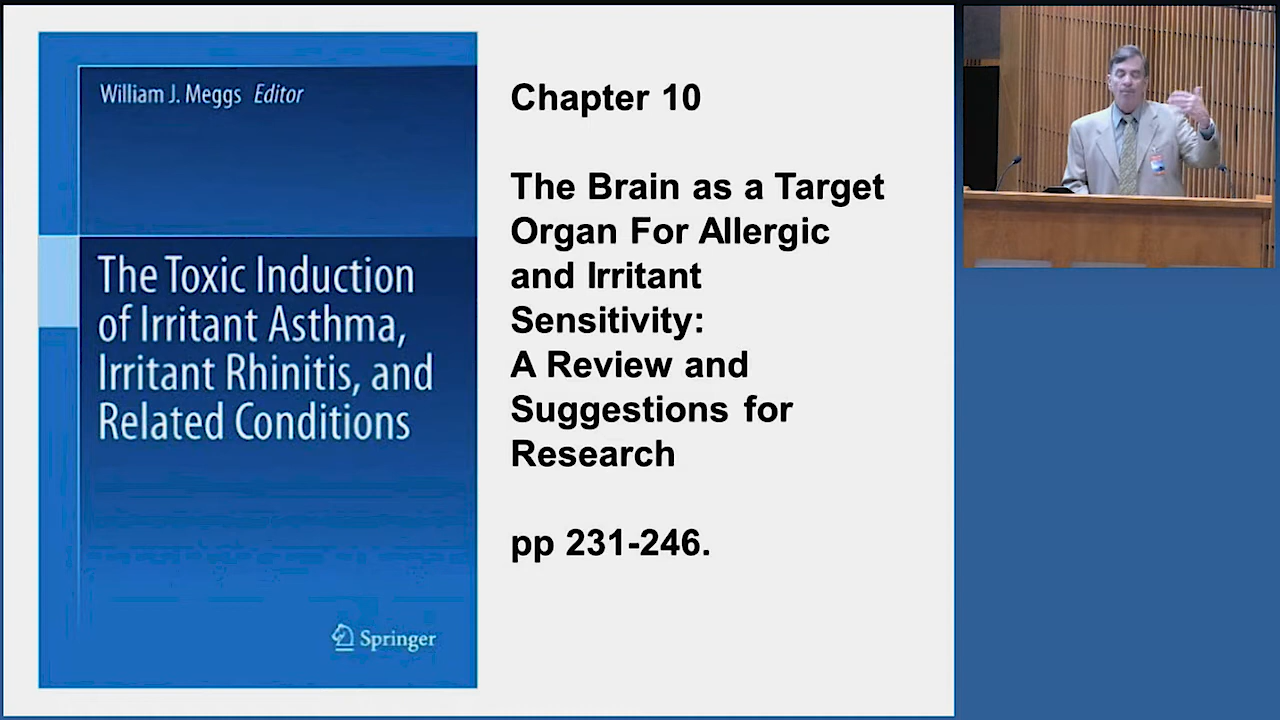 William J. Meggs Editor
The Toxic Induction
of Irritant Asthma,
Irritant Rhinitis, and
Related Conditions
Springer
Chapter 10
The Brain as a Target
Organ For Allergic
and Irritant
Sensitivity:
A Review and
Suggestions for
Research
pp 231-246.